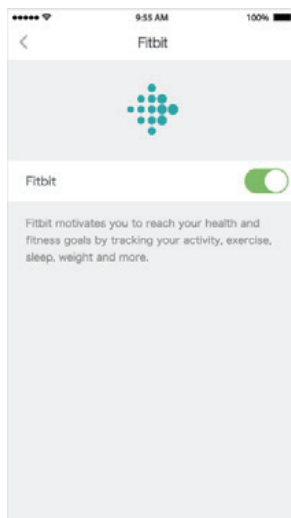 9:55 AM
100%
Fitbit
Fitbit
Fitbit motivates you to reach your health and
fitness goals by tracking your activity, exercise,
sleep, weight and more.